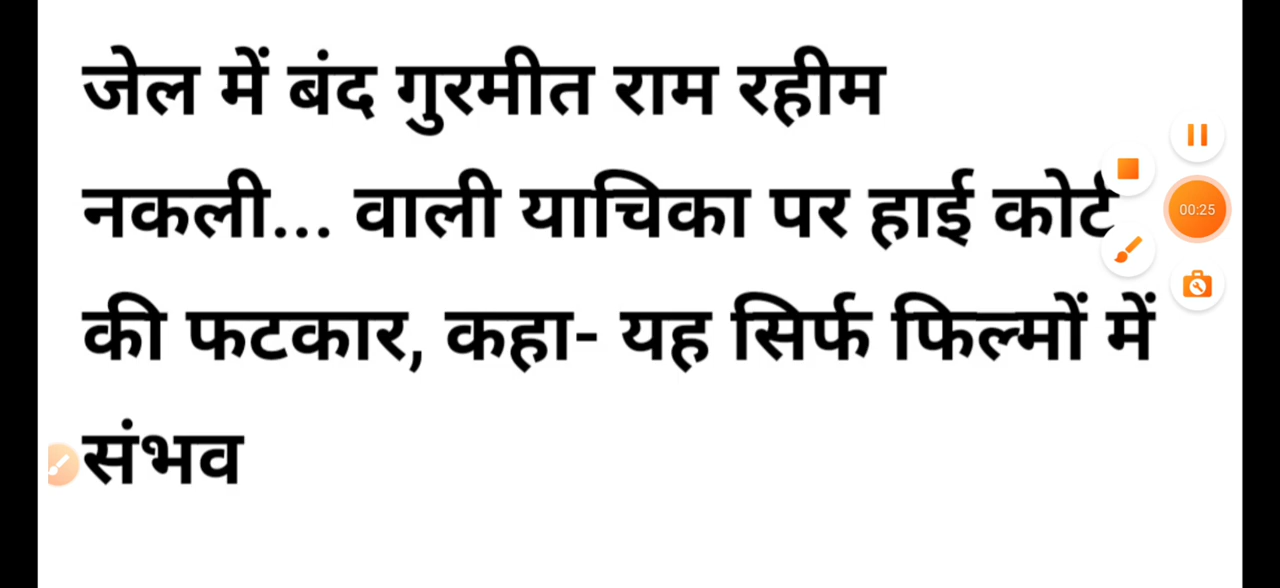 जेल में बंद गुरमीत राम रहीम
नकली... वाली याचिका पर हाई कोर्ट
की फटकार, कहा- यह सिर्फ फिल्मों में
संभव
00:25